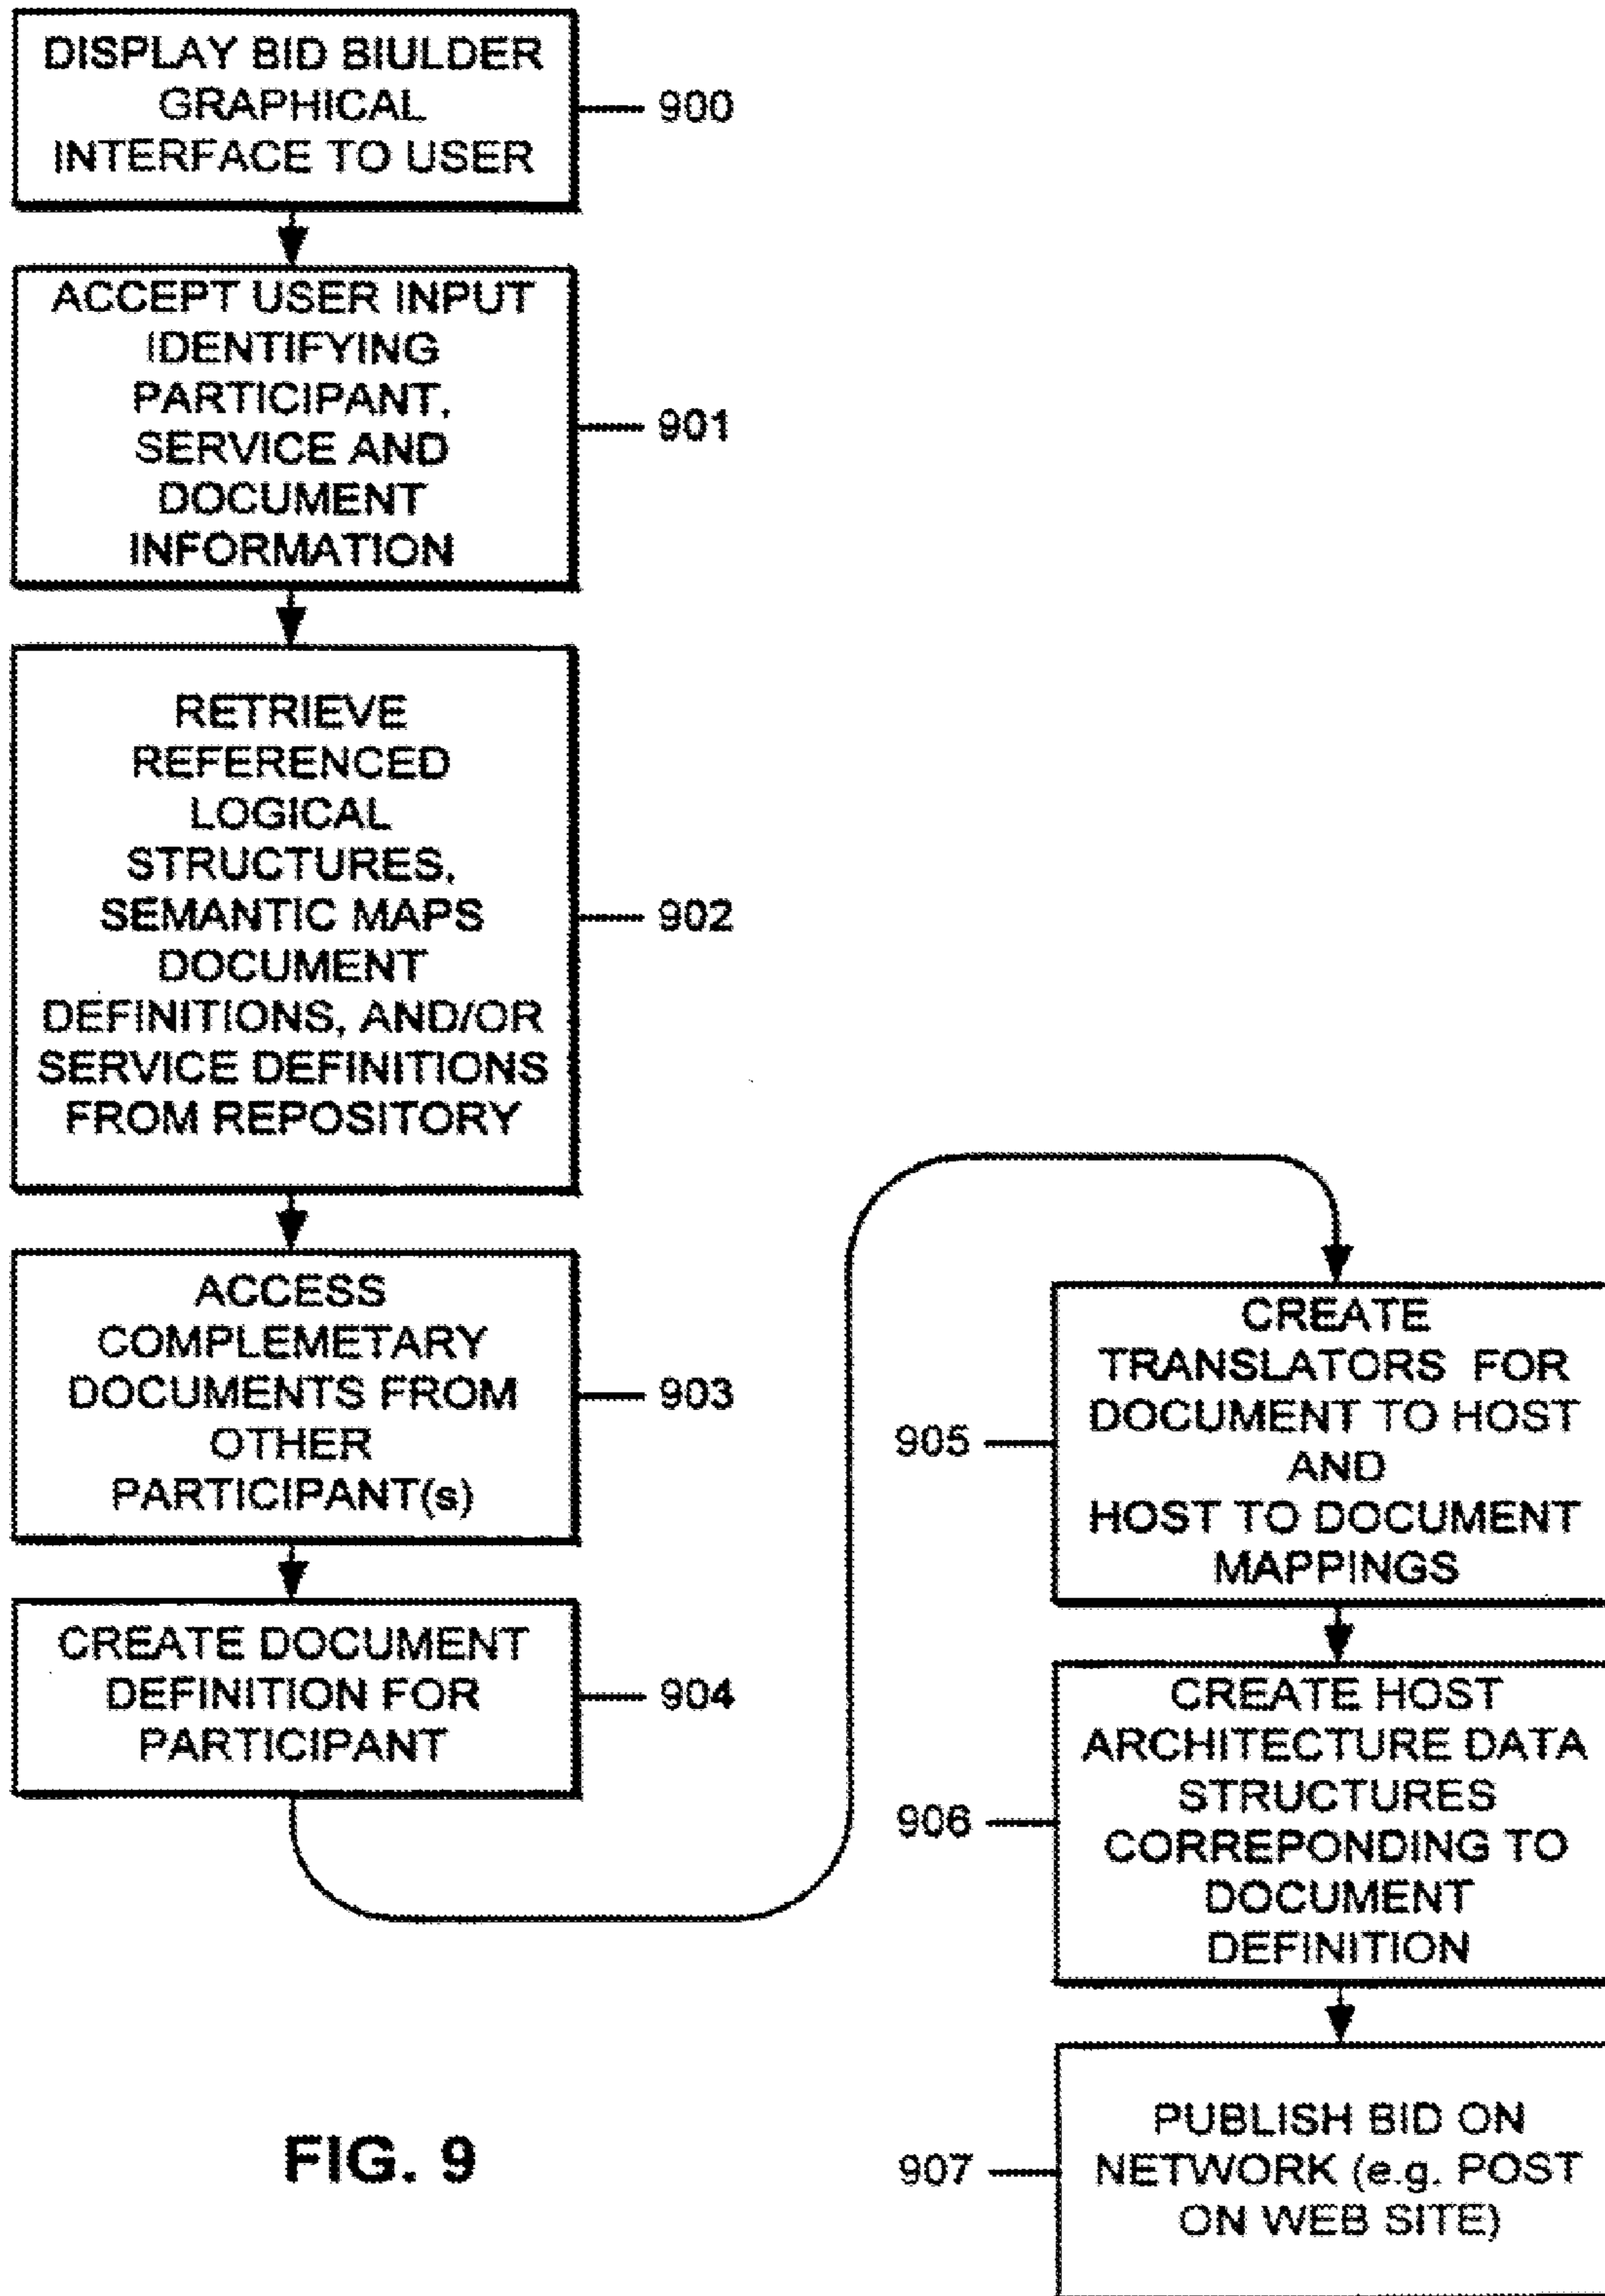 DISPLAY BID BIULDER
GRAPHICAL
INTERFACE TO USER
900
ACCEPT USER INPUT
IDENTIFYING
PARTICIPANT,
SERVICE AND
DOCUMENT
INFORMATION
901
RETRIEVE
REFERENCED
LOGICAL
STRUCTURES,
SEMANTIC MAPS
DOCUMENT
DEFINITIONS, AND/OR
SERVICE DEFINITIONS
FROM REPOSITORY
902
ACCESS
COMPLEMETARY
DOCUMENTS FROM
OTHER
PARTICIPANT(s)
903
CREATE DOCUMENT
DEFINITION FOR
PARTICIPANT
904
CREATE
TRANSLATORS FOR
DOCUMENT TO HOST
AND
HOST TO DOCUMENT
MAPPINGS
905
CREATE HOST
ARCHITECTURE DATA
STRUCTURES
CORREPONDING TO
DOCUMENT
DEFINITION
906
PUBLISH BID ON
NETWORK (e.g. POST
ON WEB SITE)
907
FIG. 9